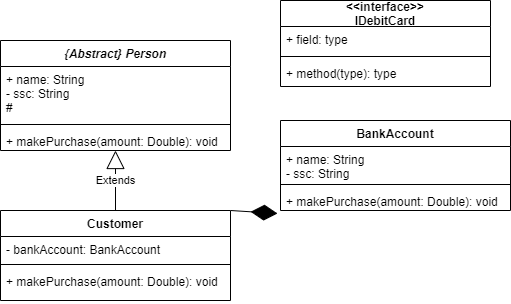 {Abstract} Person
+ name: String
- ssc: String
#
+ makePurchase(amount: Double): void
Extends
Customer
- bankAccount: BankAccount
+ makePurchase(amount: Double): void
<<interface>>
IDebitCard
+ field: type
+ method(type): type
BankAccount
+ name: String
- ssc: String
+ makePurchase(amount: Double): void